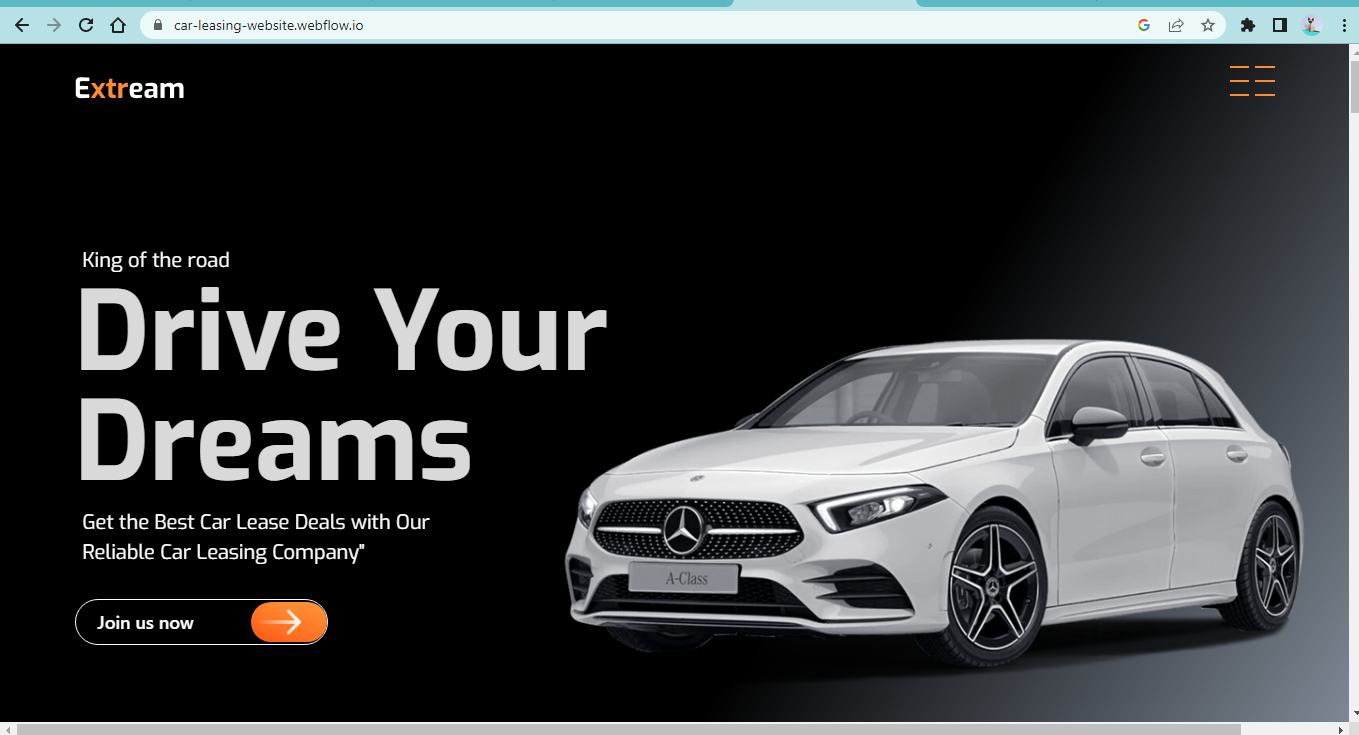 car-leasing-website.webflow.io
Extream
King of the road
Drive Your
Dreams
Get the Best Car Lease Deals with Our
Reliable Car Leasing Company"
A-Class
Join us now